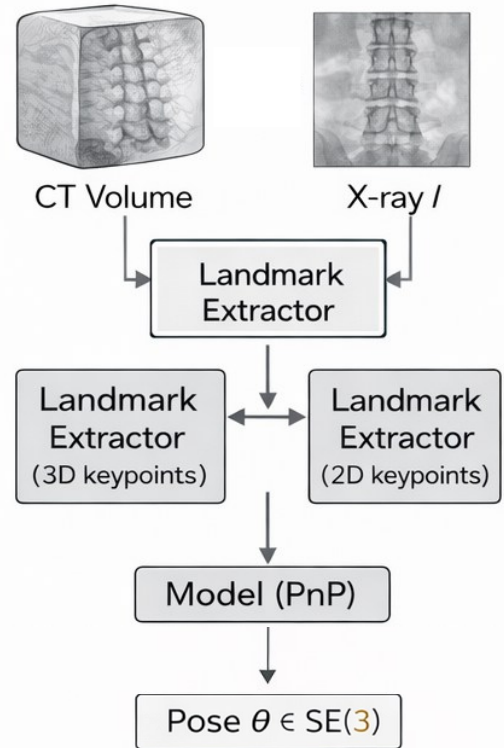 CT Volume
X-ray I
Landmark
Extractor
Landmark
Extractor
(3D keypoints)
Landmark
Extractor
(2D keypoints)
Model (PnP)
Pose θ ∈ SE(3)